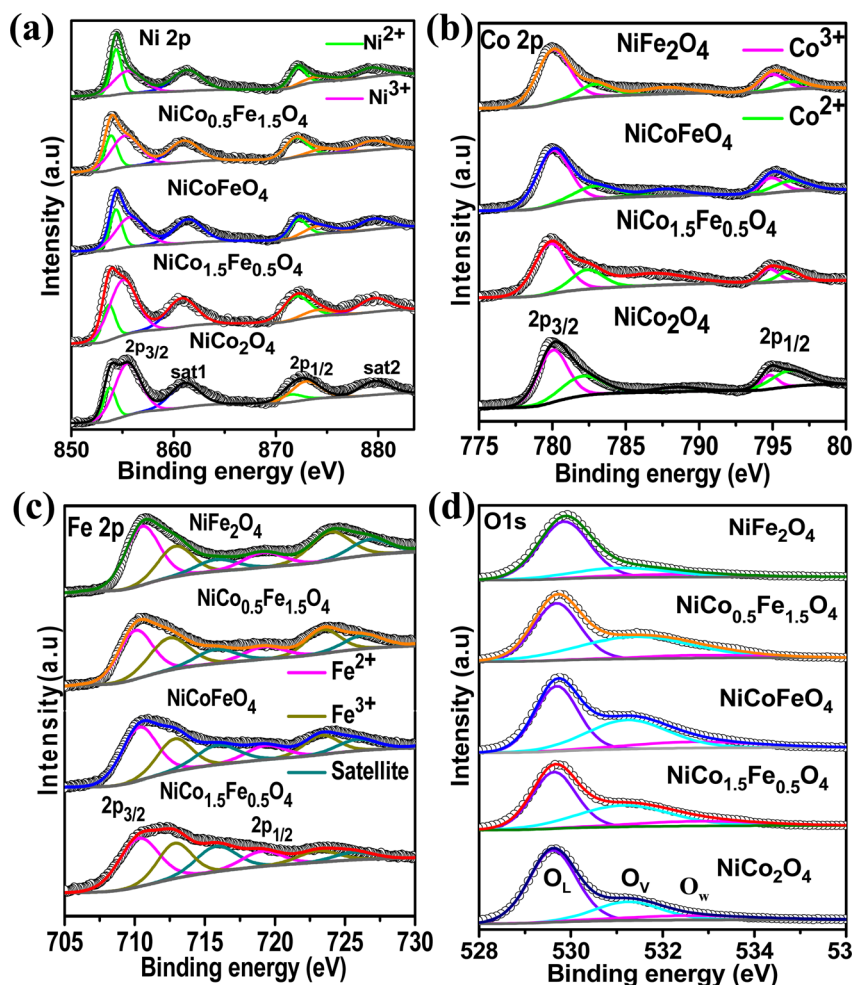 (a)
Ni 2p
Ni2+
Ni3+
NiCo0.5Fe1.5O4
NiCoFeO4
NiCo1.5Fe0.5O4
NiCo2O4
2p3/2
sat1
2p1/2
sat2
Intensity (a.u)
850 860 870 880
Binding energy (eV)
(b)
Co 2p
NiFe2O4
Co3+
Co2+
NiCoFeO4
NiCo1.5Fe0.5O4
NiCo2O4
2p3/2
2p1/2
Intensity (a.u)
775 780 785 790 795 80
Binding energy (eV)
(c)
Fe 2p
NiFe2O4
NiCo0.5Fe1.5O4
Fe2+
NiCoFeO4
Fe3+
Satellite
NiCo1.5Fe0.5O4
2p3/2
2p1/2
Intensity (a.u)
705 710 715 720 725 730
Binding energy (eV)
(d)
O1s
NiFe2O4
NiCo0.5Fe1.5O4
NiCoFeO4
NiCo1.5Fe0.5O4
NiCo2O4
OL
OV
Ow
Intensity (a.u)
528 530 532 534 53
Binding energy (eV)